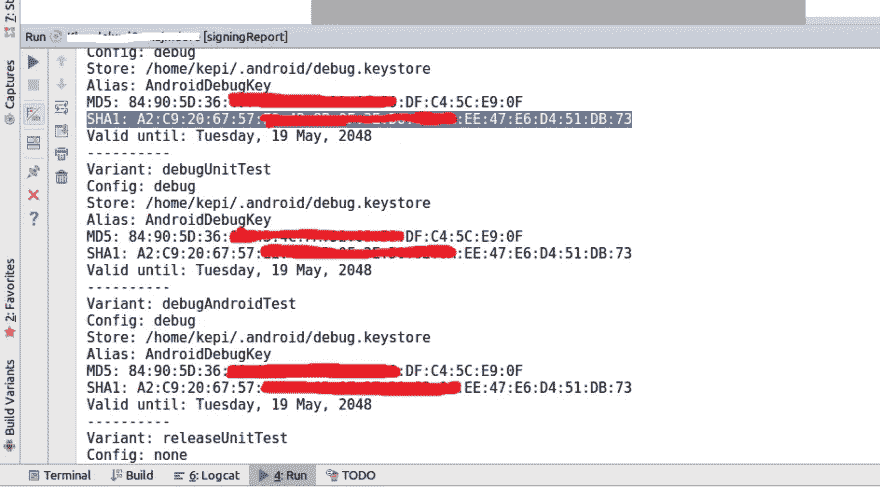 7: St
Run [signingReport]
Captures
2: Favorites
Build Variants
Config: debug
Store: /home/kepi/.android/debug.keystore
Alias: AndroidDebugKey
MD5: 84:90:5D:36: :DF:C4:5C:E9:0F
SHA1: A2:C9:20:67:57: :EE:47:E6:D4:51:DB:73
Valid until: Tuesday, 19 May, 2048
----------
Variant: debugUnitTest
Config: debug
Store: /home/kepi/.android/debug.keystore
Alias: AndroidDebugKey
MD5: 84:90:5D:36: :DF:C4:5C:E9:0F
SHA1: A2:C9:20:67:57: :EE:47:E6:D4:51:DB:73
Valid until: Tuesday, 19 May, 2048
----------
Variant: debugAndroidTest
Config: debug
Store: /home/kepi/.android/debug.keystore
Alias: AndroidDebugKey
MD5: 84:90:5D:36: :DF:C4:5C:E9:0F
SHA1: A2:C9:20:67:57: :EE:47:E6:D4:51:DB:73
Valid until: Tuesday, 19 May, 2048
----------
Variant: releaseUnitTest
Config: none
Terminal Build 6: Logcat 4: Run TODO